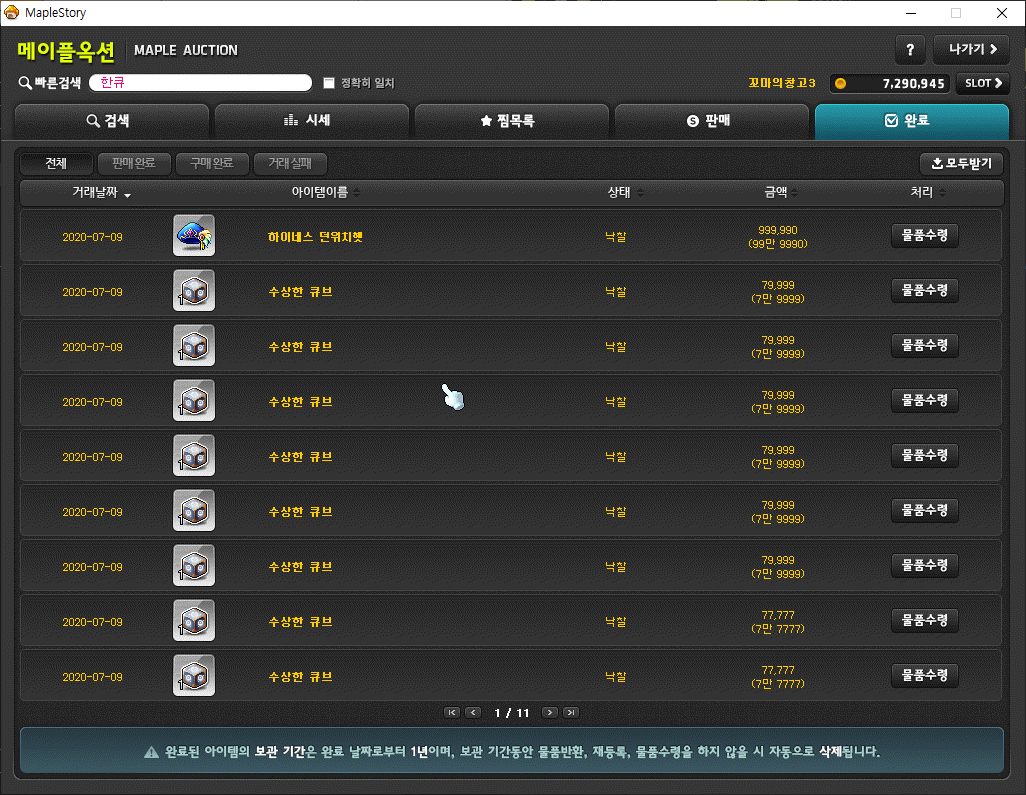 MapleStory
메이플옥션 MAPLE AUCTION ? 나가기
빠른검색 한큐 정확히 일치 꼬마의창고3 7,290,945 SLOT
검색 시세 찜목록 판매 완료
전체 판매완료 구매완료 거래실패 모두받기
거래날짜 아이템이름 상태 금액 처리
2020-07-09 하이네스 던위치햇 낙찰 999,990 물품수령
(99만 9990)
2020-07-09 1 수상한 큐브 낙찰 79,999 물품수령
(7만 9999)
2020-07-09 1 수상한 큐브 낙찰 79,999 물품수령
(7만 9999)
2020-07-09 1 수상한 큐브 낙찰 79,999 물품수령
(7만 9999)
2020-07-09 1 수상한 큐브 낙찰 79,999 물품수령
(7만 9999)
2020-07-09 1 수상한 큐브 낙찰 79,999 물품수령
(7만 9999)
2020-07-09 1 수상한 큐브 낙찰 79,999 물품수령
(7만 9999)
2020-07-09 1 수상한 큐브 낙찰 77,777 물품수령
(7만 7777)
2020-07-09 1 수상한 큐브 낙찰 77,777 물품수령
(7만 7777)
1 / 11
완료된 아이템의 보관 기간은 완료 날짜로부터 1년이며, 보관 기간동안 물품반환, 재등록, 물품수령을 하지 않을 시 자동으로 삭제됩니다.